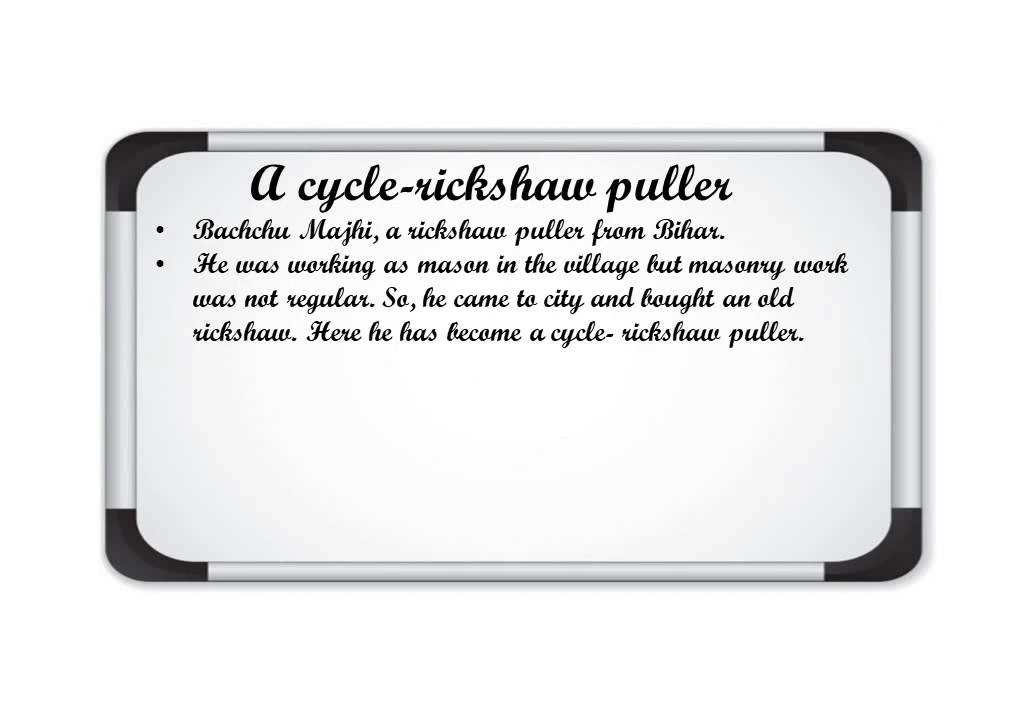 A cycle-rickshaw puller
• Bachchu Majhi, a rickshaw puller from Bihar.
• He was working as mason in the village but masonry work
was not regular. So, he came to city and bought an old
rickshaw. Here he has become a cycle- rickshaw puller.